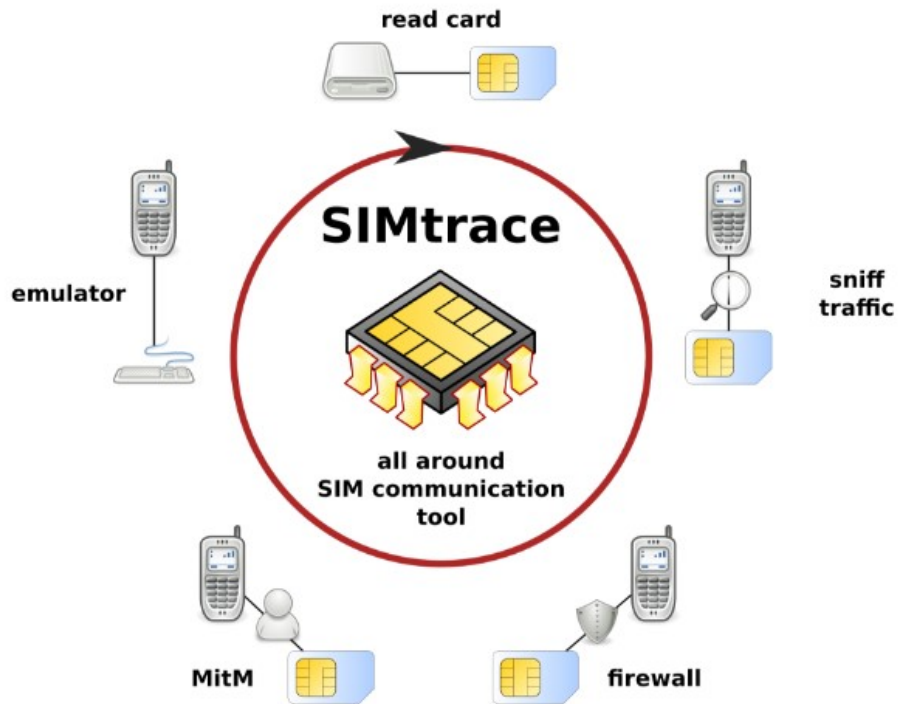 read card
SIMtrace
emulator
sniff
traffic
all around
SIM communication
tool
MitM
firewall